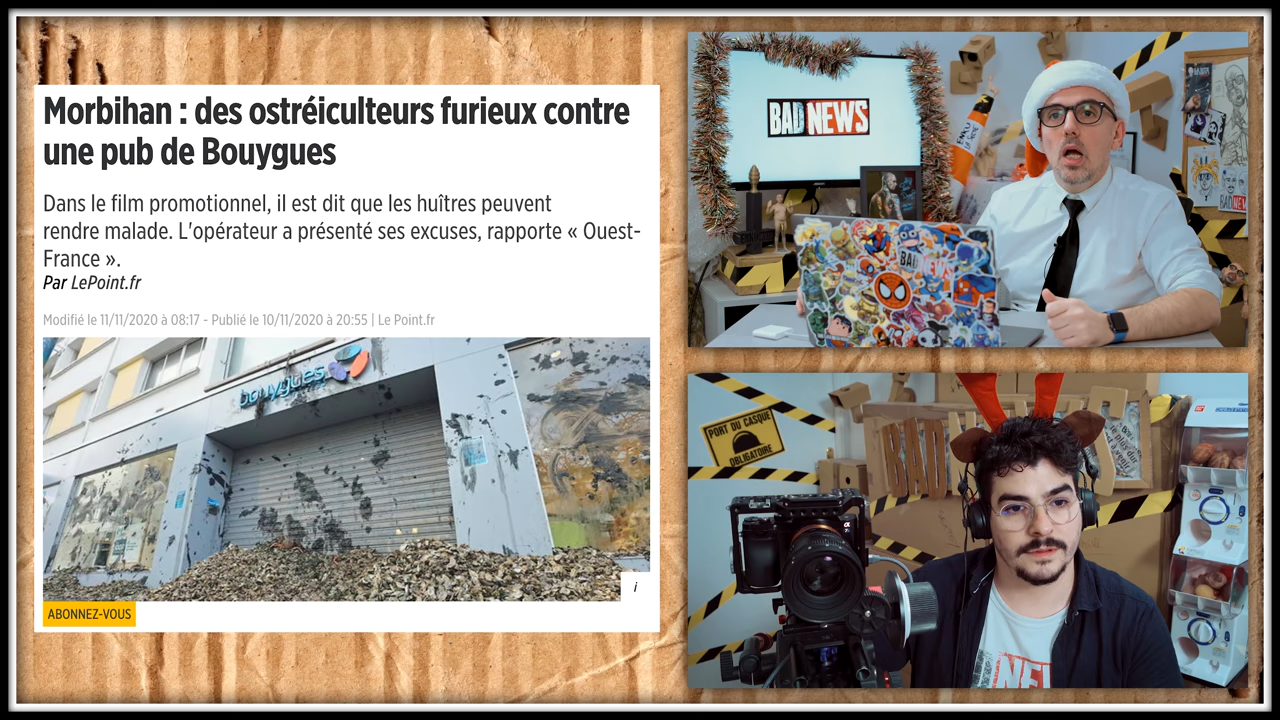 Morbihan : des ostréiculteurs furieux contre
une pub de Bouygues
Dans le film promotionnel, il est dit que les huîtres peuvent
rendre malade. L'opérateur a présenté ses excuses, rapporte « Ouest-
France ».
Par LePoint.fr
Modifié le 11/11/2020 à 08:17 - Publié le 10/11/2020 à 20:55 | Le Point.fr
bouygues
i
ABONNEZ-VOUS
BAD NEWS
BAD NEWS
PORT DU CASQUE
OBLIGATOIRE
BAD
α